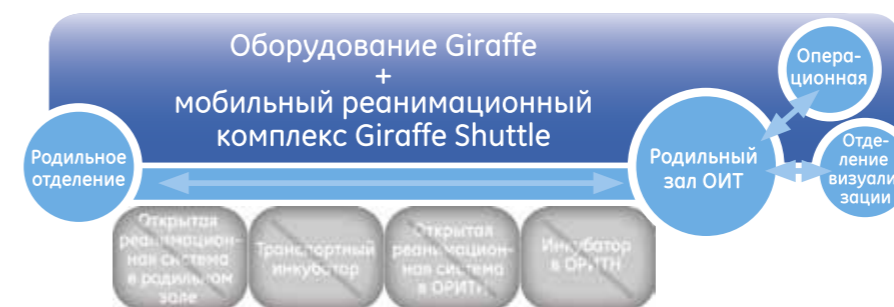 Оборудование Giraffe
+
мобильный реанимационный
комплекс Giraffe Shuttle
Опера-
ционная
Родильное
отделение
Родильный
зал ОИТ
Отде-
ление
визуали-
зации
Открытая
реанимацион-
ная система
в родильном
зале
Транспортный
инкубатор
Открытая
реанимацион-
ная система
в ОРИТН
Инкубатор
в ОРИТН